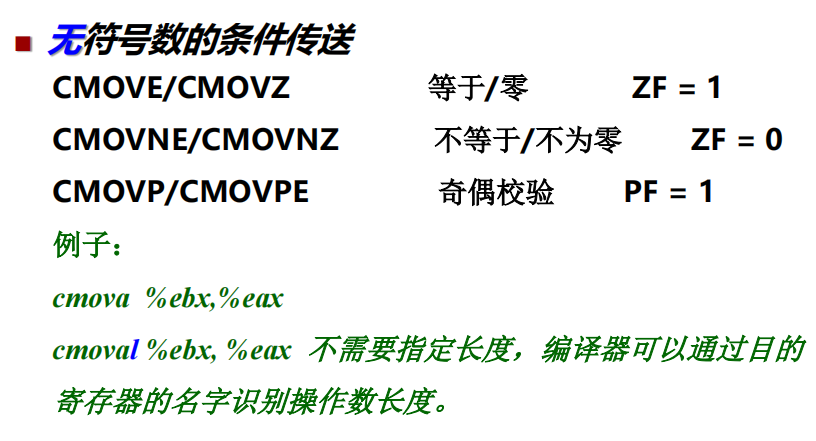 无符号数的条件传送
CMOVE/CMOVZ 等于/零 ZF = 1
CMOVNE/CMOVNZ 不等于/不为零 ZF = 0
CMOVP/CMOVPE 奇偶校验 PF = 1
例子：
cmova %ebx,%eax
cmoval %ebx, %eax 不需要指定长度，编译器可以通过目的
寄存器的名字识别操作数长度。